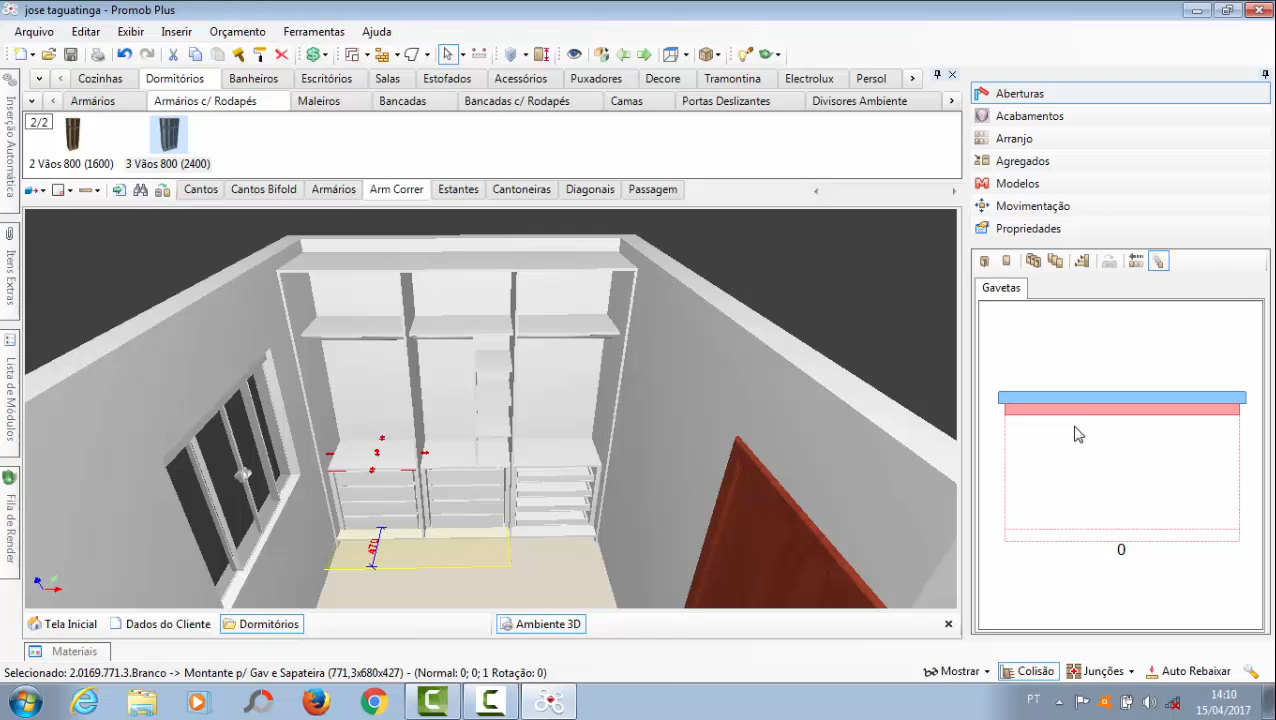 jose taguatinga - Promob Plus
Arquivo Editar Exibir Inserir Orçamento Ferramentas Ajuda
Cozinhas Dormitórios Banheiros Escritórios Salas Estofados Acessórios Puxadores Decore Tramontina Electrolux Persol
Armários Armários c/ Rodapés Maleiros Bancadas Bancadas c/ Rodapés Camas Portas Deslizantes Divisores Ambiente
2/2
2 Vãos 800 (1600) 3 Vãos 800 (2400)
Cantos Cantos Bifold Armários Arm Correr Estantes Cantoneiras Diagonais Passagem
Inserção Automática
Itens Extras
Lista de Módulos
Fila de Render
Aberturas
Acabamentos
Arranjo
Agregados
Modelos
Movimentação
Propriedades
Gavetas
0
470
Tela Inicial Dados do Cliente Dormitórios Ambiente 3D
Materiais
Selecionado: 2.0169.771.3.Branco -> Montante p/ Gav e Sapateira (771,3x680x427) - (Normal: 0; 0; 1 Rotação: 0)
Mostrar Colisão Junções Auto Rebaixar
PT
14:10
15/04/2017